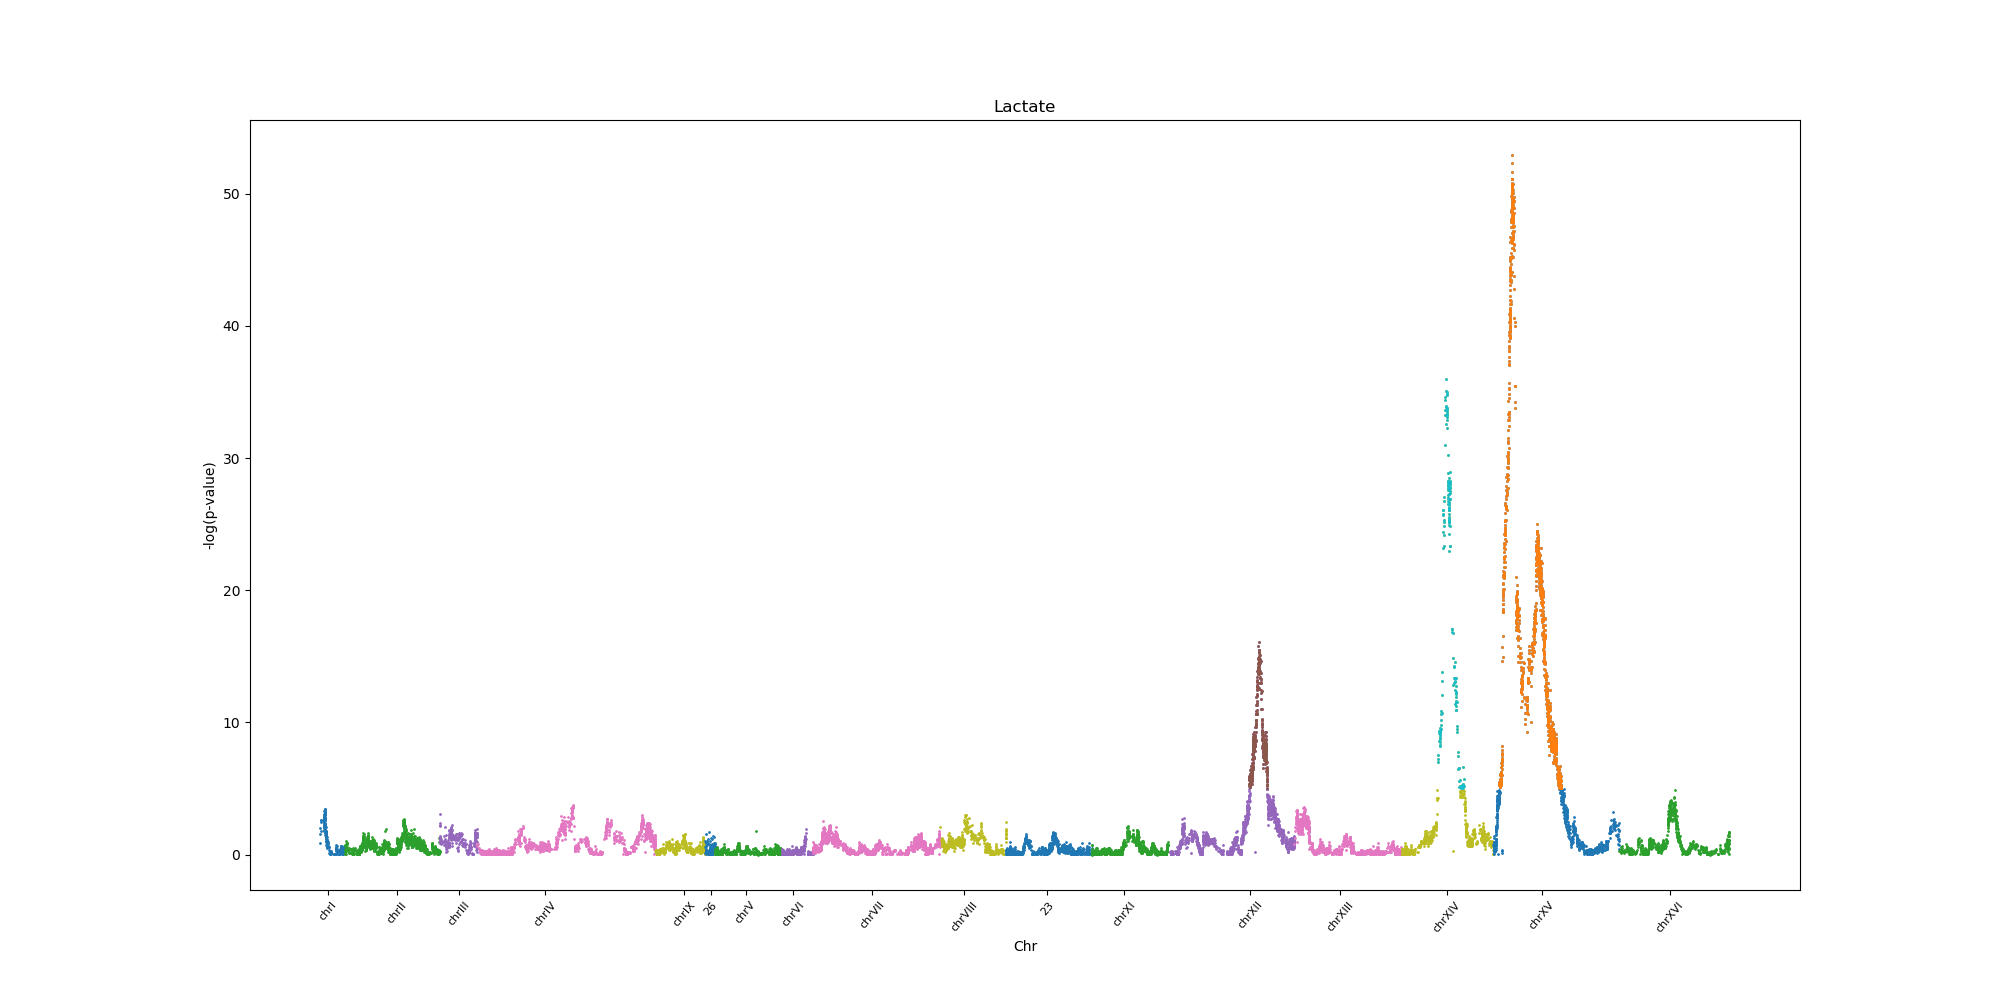 Lactate
-log(p-value)
50
40
30
20
10
0
chrI
chrII
chrIII
chrIV
chrIX
26
chrV
chrVI
chrVII
chrVIII
23
chrXI
chrXII
chrXIII
chrXIV
chrXV
chrXVI
Chr